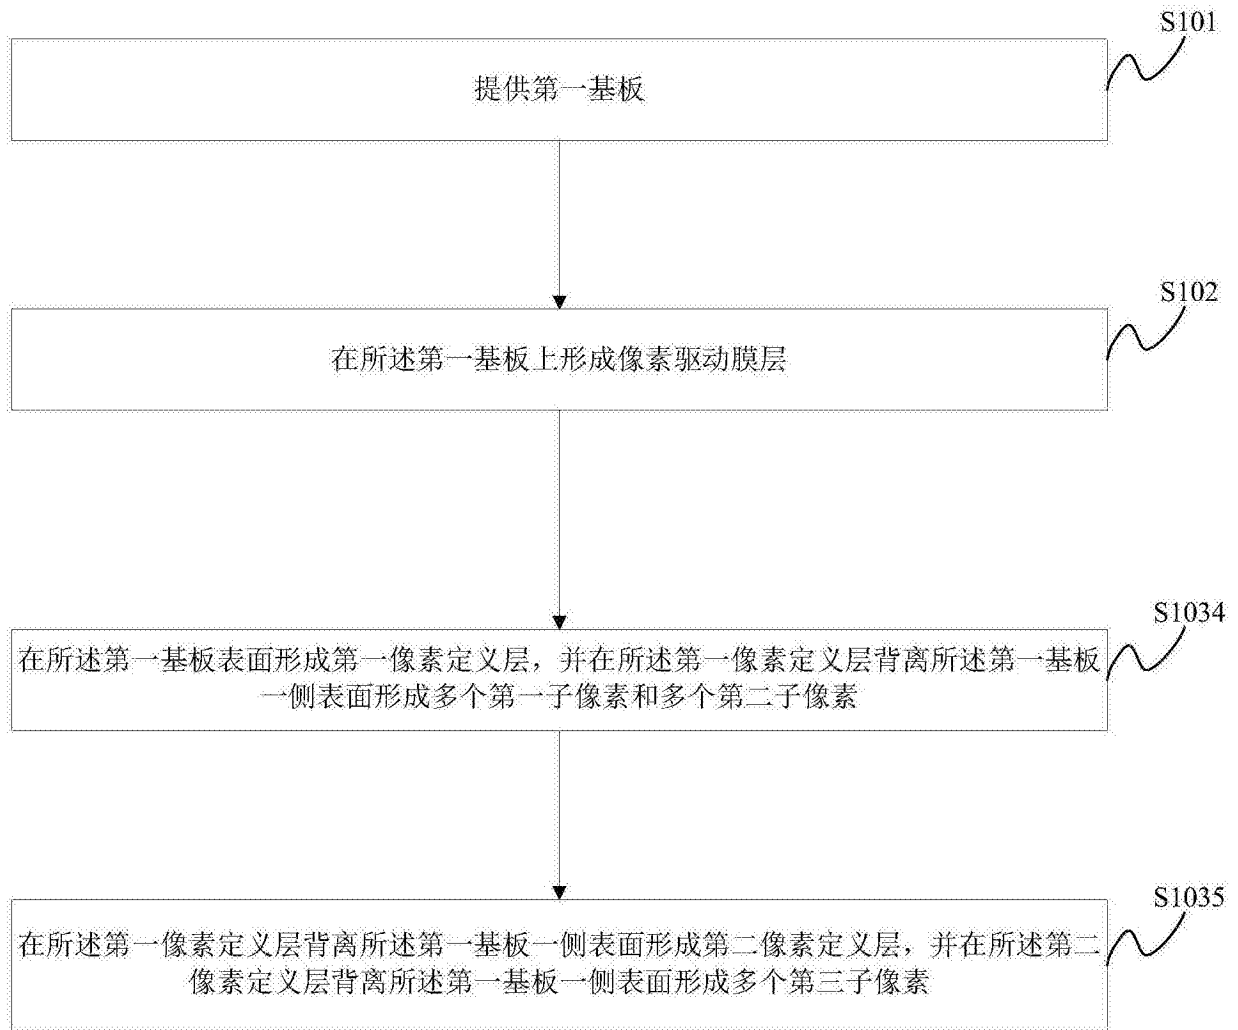 S101
提供第一基板
S102
在所述第一基板上形成像素驱动膜层
S1034
在所述第一基板表面形成第一像素定义层，并在所述第一像素定义层背离所述第一基板
一侧表面形成多个第一子像素和多个第二子像素
S1035
在所述第一像素定义层背离所述第一基板一侧表面形成第二像素定义层，并在所述第二
像素定义层背离所述第一基板一侧表面形成多个第三子像素